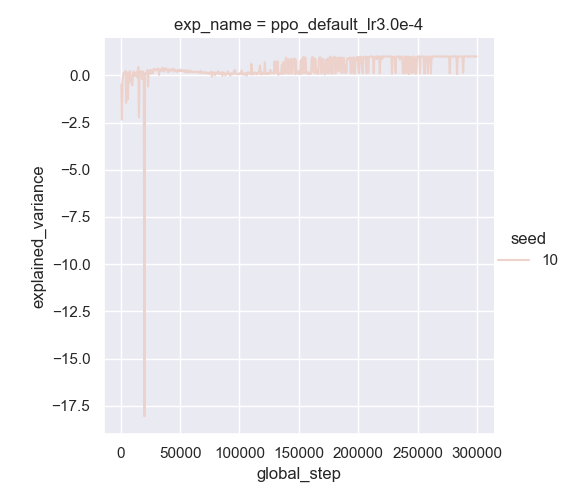 exp_name = ppo_default_lr3.0e-4
explained_variance
0.0
−2.5
−5.0
−7.5
−10.0
−12.5
−15.0
−17.5
0 50000 100000 150000 200000 250000 300000
global_step
seed
10